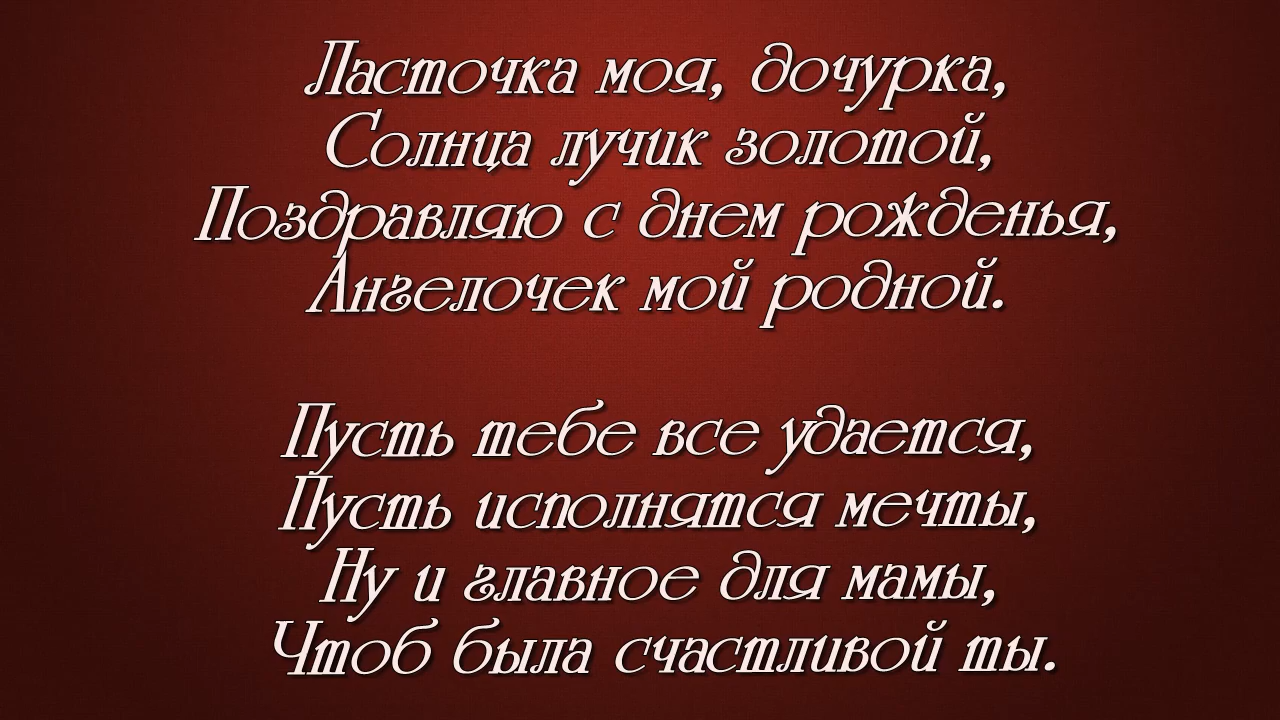 Ласточка моя, дочурка,
Солнца лучик золотой,
Поздравляю с днем рожденья,
Ангелочек мой родной.
Пусть тебе все удается,
Пусть исполнятся мечты,
Ну и главное для мамы,
Чтоб была счастливой ты.